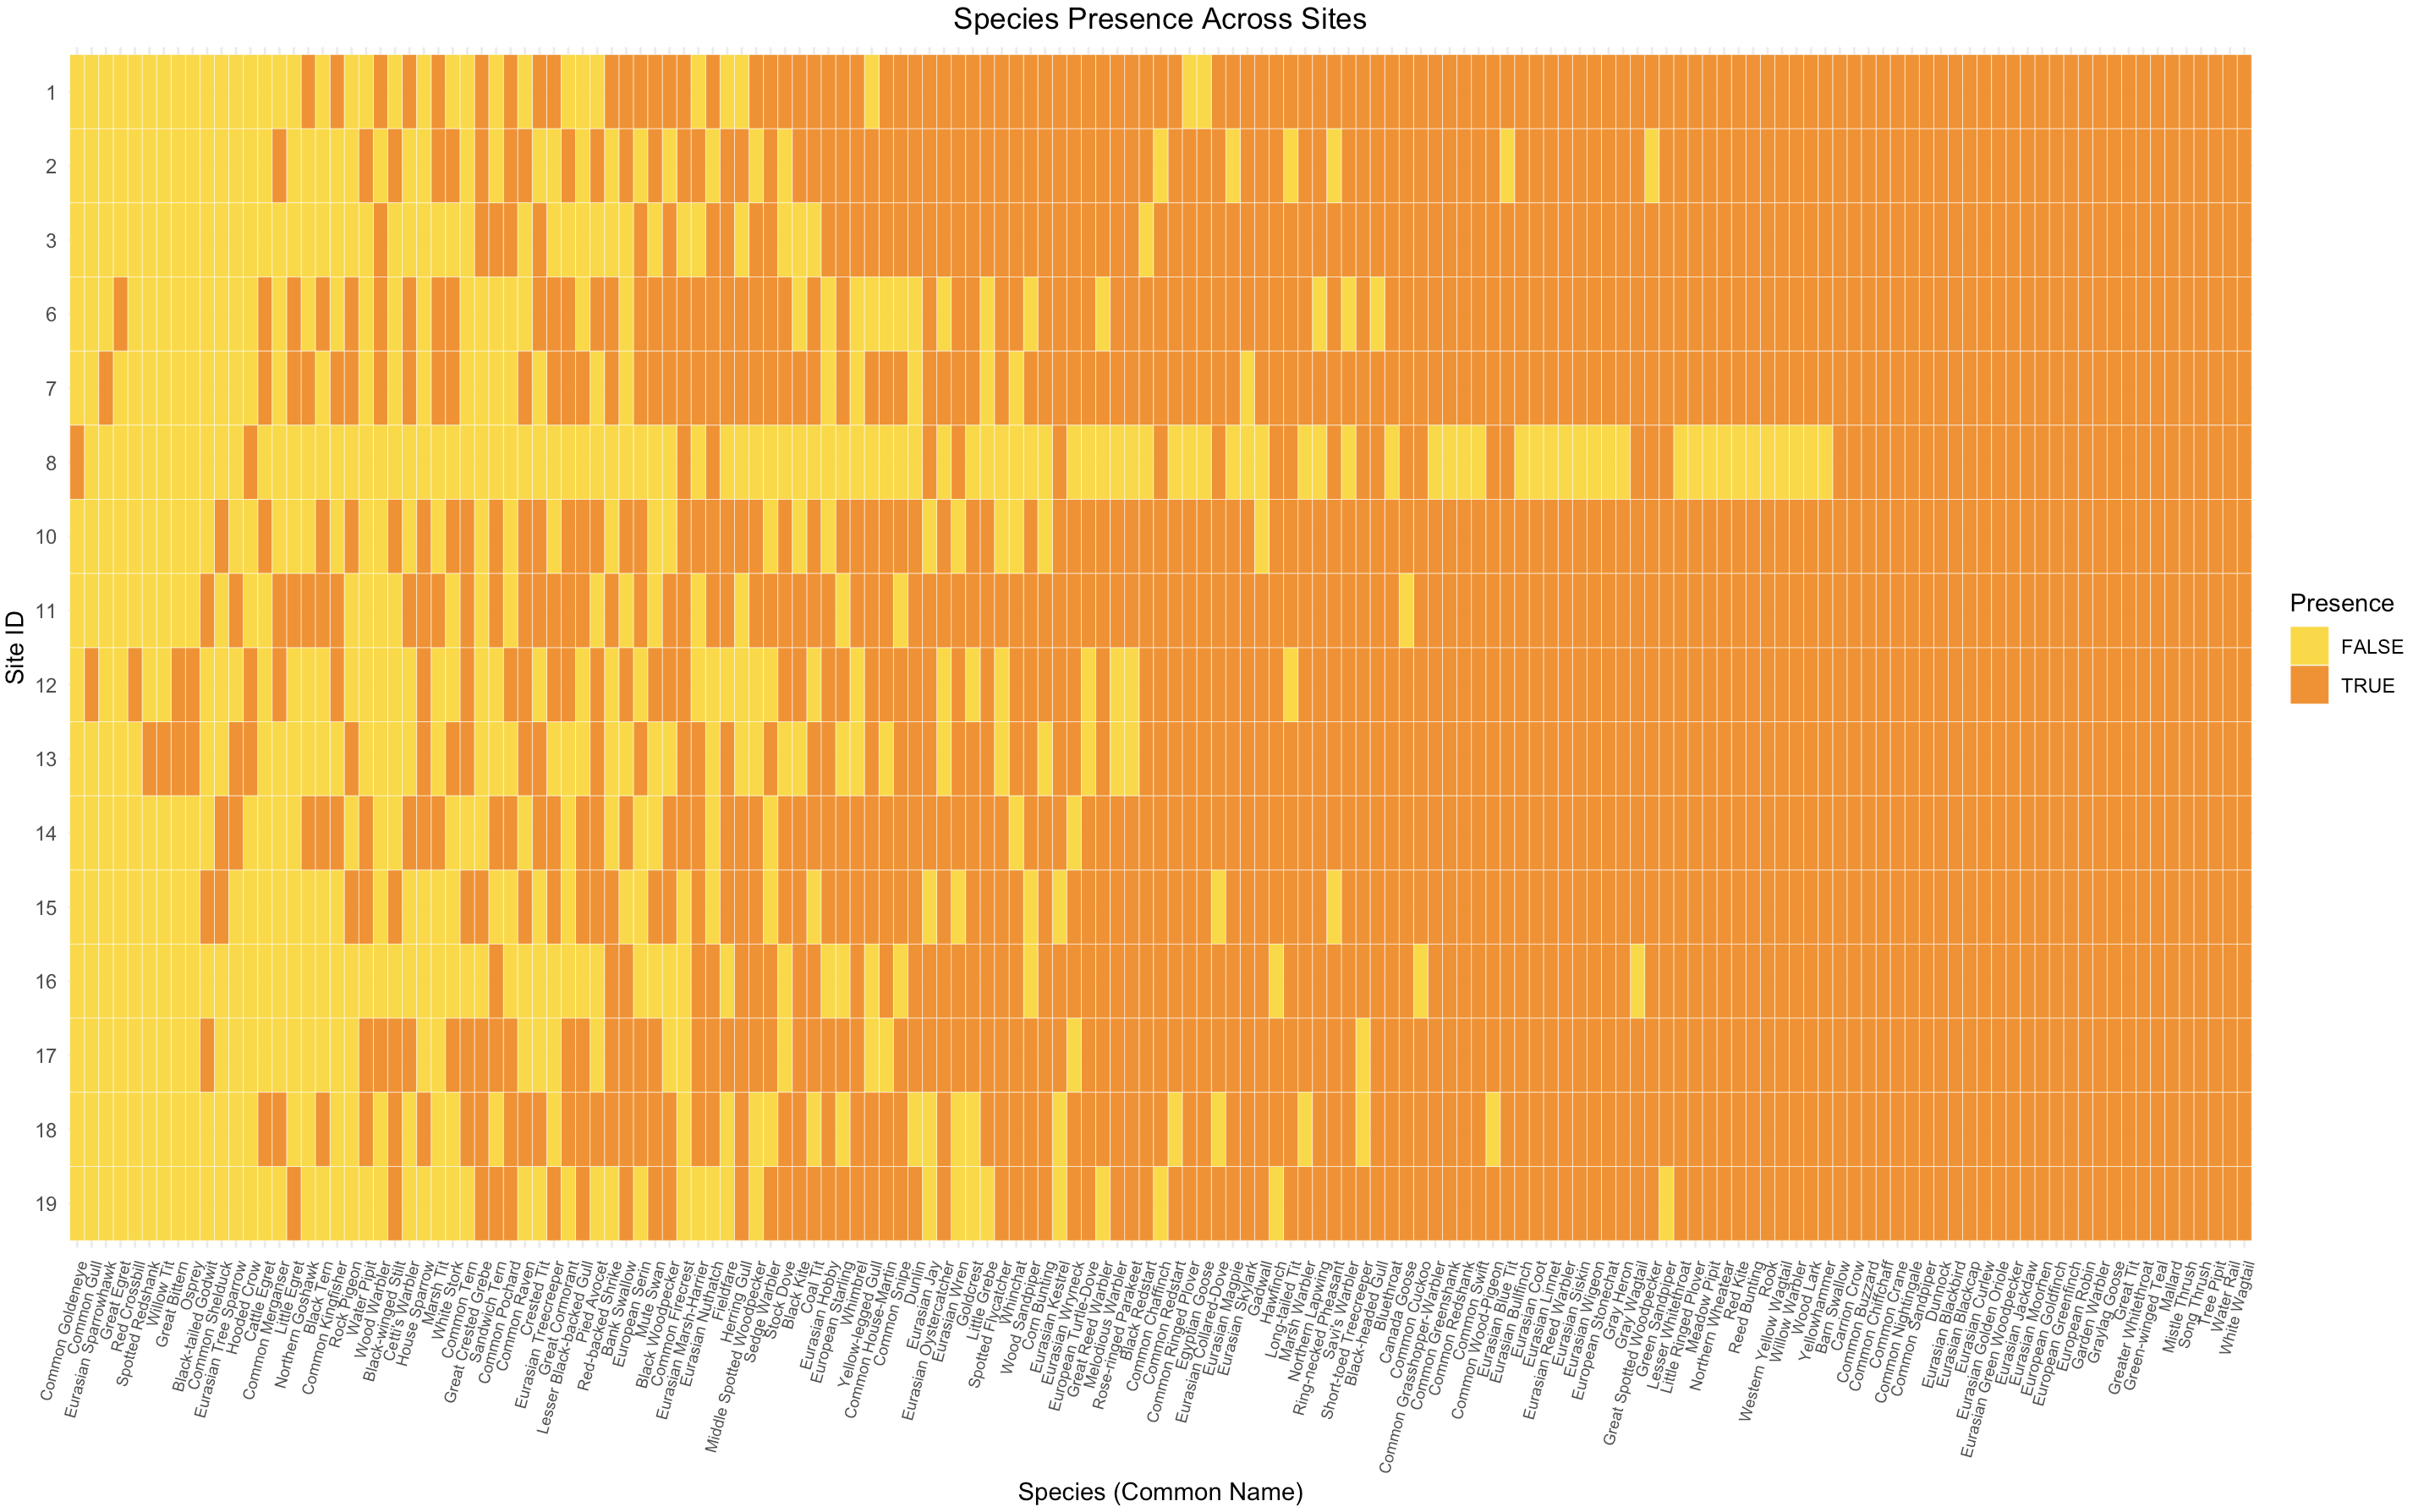 Species Presence Across Sites
Site ID
1
2
3
6
7
8
10
11
12
13
14
15
16
17
18
19
Presence
FALSE
TRUE
Common Goldeneye
Common Gull
Eurasian Sparrowhawk
Great Egret
Red Crossbill
Spotted Redshank
Willow Tit
Great Bittern
Osprey
Black-tailed Godwit
Common Shelduck
Eurasian Tree Sparrow
Hooded Crow
Cattle Egret
Common Merganser
Little Egret
Northern Goshawk
Black Tern
Common Kingfisher
Rock Pigeon
Water Pipit
Wood Warbler
Black-winged Stilt
Cetti's Warbler
House Sparrow
Marsh Tit
White Stork
Common Tern
Great Crested Grebe
Sandwich Tern
Common Pochard
Common Raven
Crested Tit
Eurasian Treecreeper
Great Cormorant
Lesser Black-backed Gull
Pied Avocet
Red-backed Shrike
Bank Swallow
European Serin
Mute Swan
Black Woodpecker
Common Firecrest
Eurasian Marsh-Harrier
Eurasian Nuthatch
Fieldfare
Herring Gull
Middle Spotted Woodpecker
Sedge Warbler
Stock Dove
Black Kite
Coal Tit
Eurasian Hobby
European Starling
Whimbrel
Yellow-legged Gull
Common House-Martin
Common Snipe
Dunlin
Eurasian Jay
Eurasian Oystercatcher
Eurasian Wren
Goldcrest
Little Grebe
Spotted Flycatcher
Whinchat
Wood Sandpiper
Corn Bunting
Eurasian Kestrel
Eurasian Wryneck
European Turtle-Dove
Great Reed Warbler
Melodious Warbler
Rose-ringed Parakeet
Black Redstart
Common Chaffinch
Common Redstart
Common Ringed Plover
Egyptian Goose
Eurasian Collared-Dove
Eurasian Magpie
Eurasian Skylark
Gadwall
Hawfinch
Long-tailed Tit
Marsh Warbler
Northern Lapwing
Ring-necked Pheasant
Savi's Warbler
Short-toed Treecreeper
Black-headed Gull
Bluethroat
Canada Goose
Common Cuckoo
Common Grasshopper-Warbler
Common Greenshank
Common Redshank
Common Swift
Common Wood-Pigeon
Eurasian Blue Tit
Eurasian Bullfinch
Eurasian Coot
Eurasian Linnet
Eurasian Reed Warbler
Eurasian Siskin
Eurasian Wigeon
European Stonechat
Gray Heron
Gray Wagtail
Great Spotted Woodpecker
Green Sandpiper
Lesser Whitethroat
Little Ringed Plover
Meadow Pipit
Northern Wheatear
Red Kite
Reed Bunting
Rook
Western Yellow Wagtail
Willow Warbler
Wood Lark
Yellowhammer
Barn Swallow
Carrion Crow
Common Buzzard
Common Chiffchaff
Common Crane
Common Nightingale
Common Sandpiper
Dunnock
Eurasian Blackbird
Eurasian Blackcap
Eurasian Curlew
Eurasian Golden Oriole
Eurasian Green Woodpecker
Eurasian Jackdaw
Eurasian Moorhen
European Goldfinch
European Greenfinch
European Robin
Garden Warbler
Graylag Goose
Great Tit
Greater Whitethroat
Green-winged Teal
Mallard
Mistle Thrush
Song Thrush
Tree Pipit
Water Rail
White Wagtail
Species (Common Name)